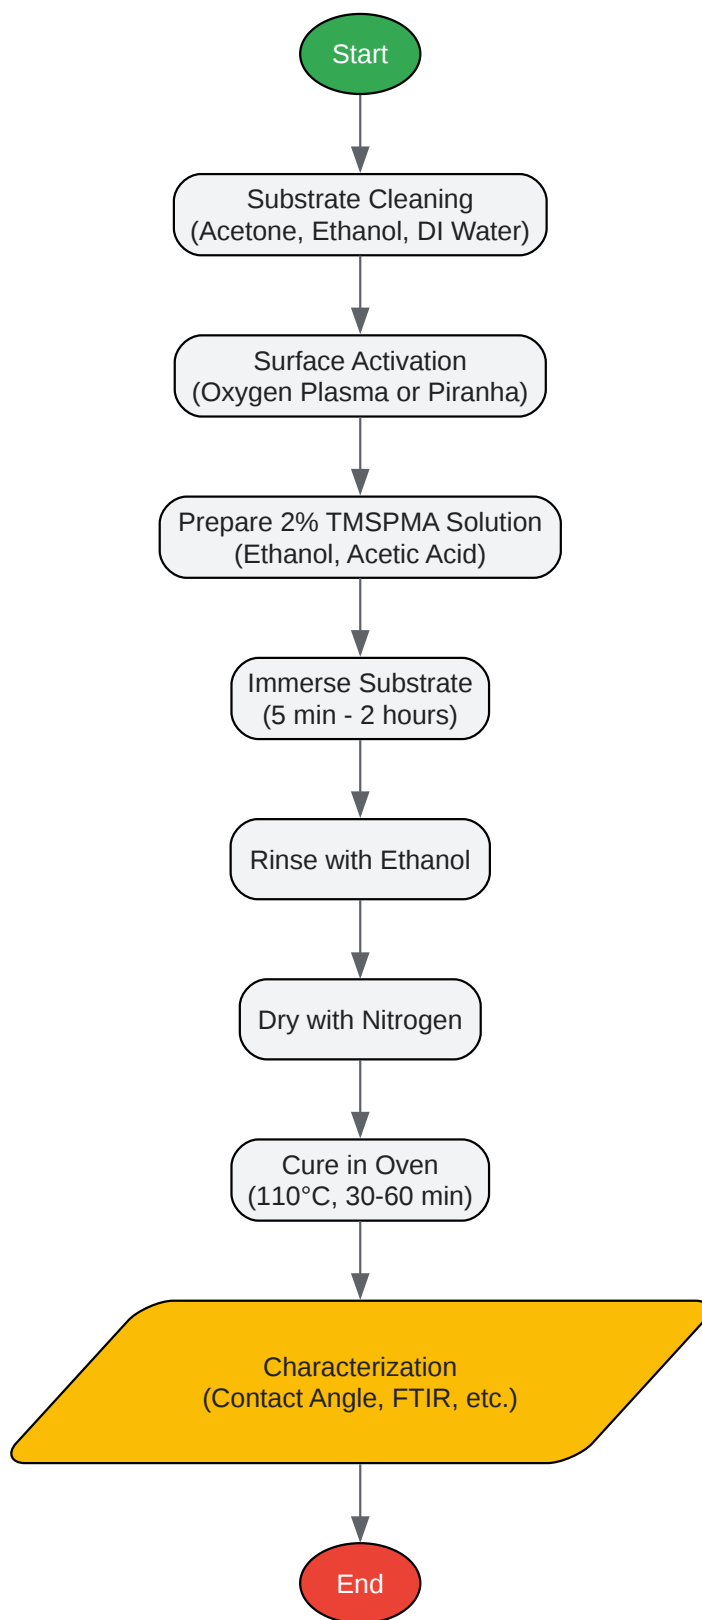 Start
Substrate Cleaning
(Acetone, Ethanol, DI Water)
Surface Activation
(Oxygen Plasma or Piranha)
Prepare 2% TMSPMA Solution
(Ethanol, Acetic Acid)
Immerse Substrate
(5 min - 2 hours)
Rinse with Ethanol
Dry with Nitrogen
Cure in Oven
(110°C, 30-60 min)
Characterization
(Contact Angle, FTIR, etc.)
End